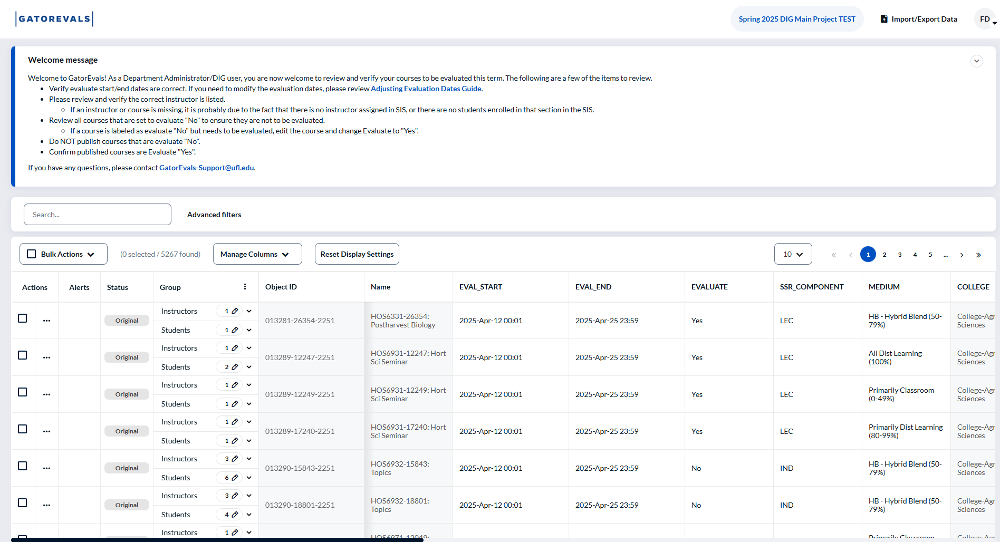 |GATOREVALS|
Spring 2025 DIG Main Project TEST
Import/Export Data
FD
Welcome message
Welcome to GatorEvals! As a Department Administrator/DIG user, you are now welcome to review and verify your courses to be evaluated this term. The following are a few of the items to review.
• Verify evaluate start/end dates are correct. If you need to modify the evaluation dates, please review Adjusting Evaluation Dates Guide.
• Please review and verify the correct instructor is listed.
◦ If an instructor or course is missing, it is probably due to the fact that there is no instructor assigned in SIS, or there are no students enrolled in that section in the SIS.
• Review all courses that are set to evaluate "No" to ensure they are not to be evaluated.
◦ If a course is labeled as evaluate "No" but needs to be evaluated, edit the course and change Evaluate to "Yes".
• Do NOT publish courses that are evaluate "No".
• Confirm published courses are Evaluate "Yes".
If you have any questions, please contact GatorEvals-Support@ufl.edu.
Search... Advanced filters
Bulk Actions (0 selected / 5267 found) Manage Columns Reset Display Settings 10 « ‹ 1 2 3 4 5 ... › »
Actions Alerts Status Group Object ID Name EVAL_START EVAL_END EVALUATE SSR_COMPONENT MEDIUM COLLEGE
Instructors 1
Students 1
Original
013281-26354-2251
HOS6331-26354:
Postharvest Biology
2025-Apr-12 00:01
2025-Apr-25 23:59
Yes
LEC
HB - Hybrid Blend (50-
79%)
College-Agr
Sciences
Instructors 1
Students 2
Original
013289-12247-2251
HOS6931-12247: Hort
Sci Seminar
2025-Apr-12 00:01
2025-Apr-25 23:59
Yes
LEC
All Dist Learning
(100%)
College-Agr
Sciences
Instructors 1
Students 1
Original
013289-12249-2251
HOS6931-12249: Hort
Sci Seminar
2025-Apr-12 00:01
2025-Apr-25 23:59
Yes
LEC
Primarily Classroom
(0-49%)
College-Agr
Sciences
Instructors 1
Students 1
Original
013289-17240-2251
HOS6931-17240: Hort
Sci Seminar
2025-Apr-12 00:01
2025-Apr-25 23:59
Yes
LEC
Primarily Dist Learning
(80-99%)
College-Agr
Sciences
Instructors 3
Students 6
Original
013290-15843-2251
HOS6932-15843:
Topics
2025-Apr-12 00:01
2025-Apr-25 23:59
No
IND
HB - Hybrid Blend (50-
79%)
College-Agr
Sciences
Instructors 3
Students 4
Original
013290-18801-2251
HOS6932-18801:
Topics
2025-Apr-12 00:01
2025-Apr-25 23:59
No
IND
HB - Hybrid Blend (50-
79%)
College-Agr
Sciences
Instructors 1
Primarily Classroom
College-Agr